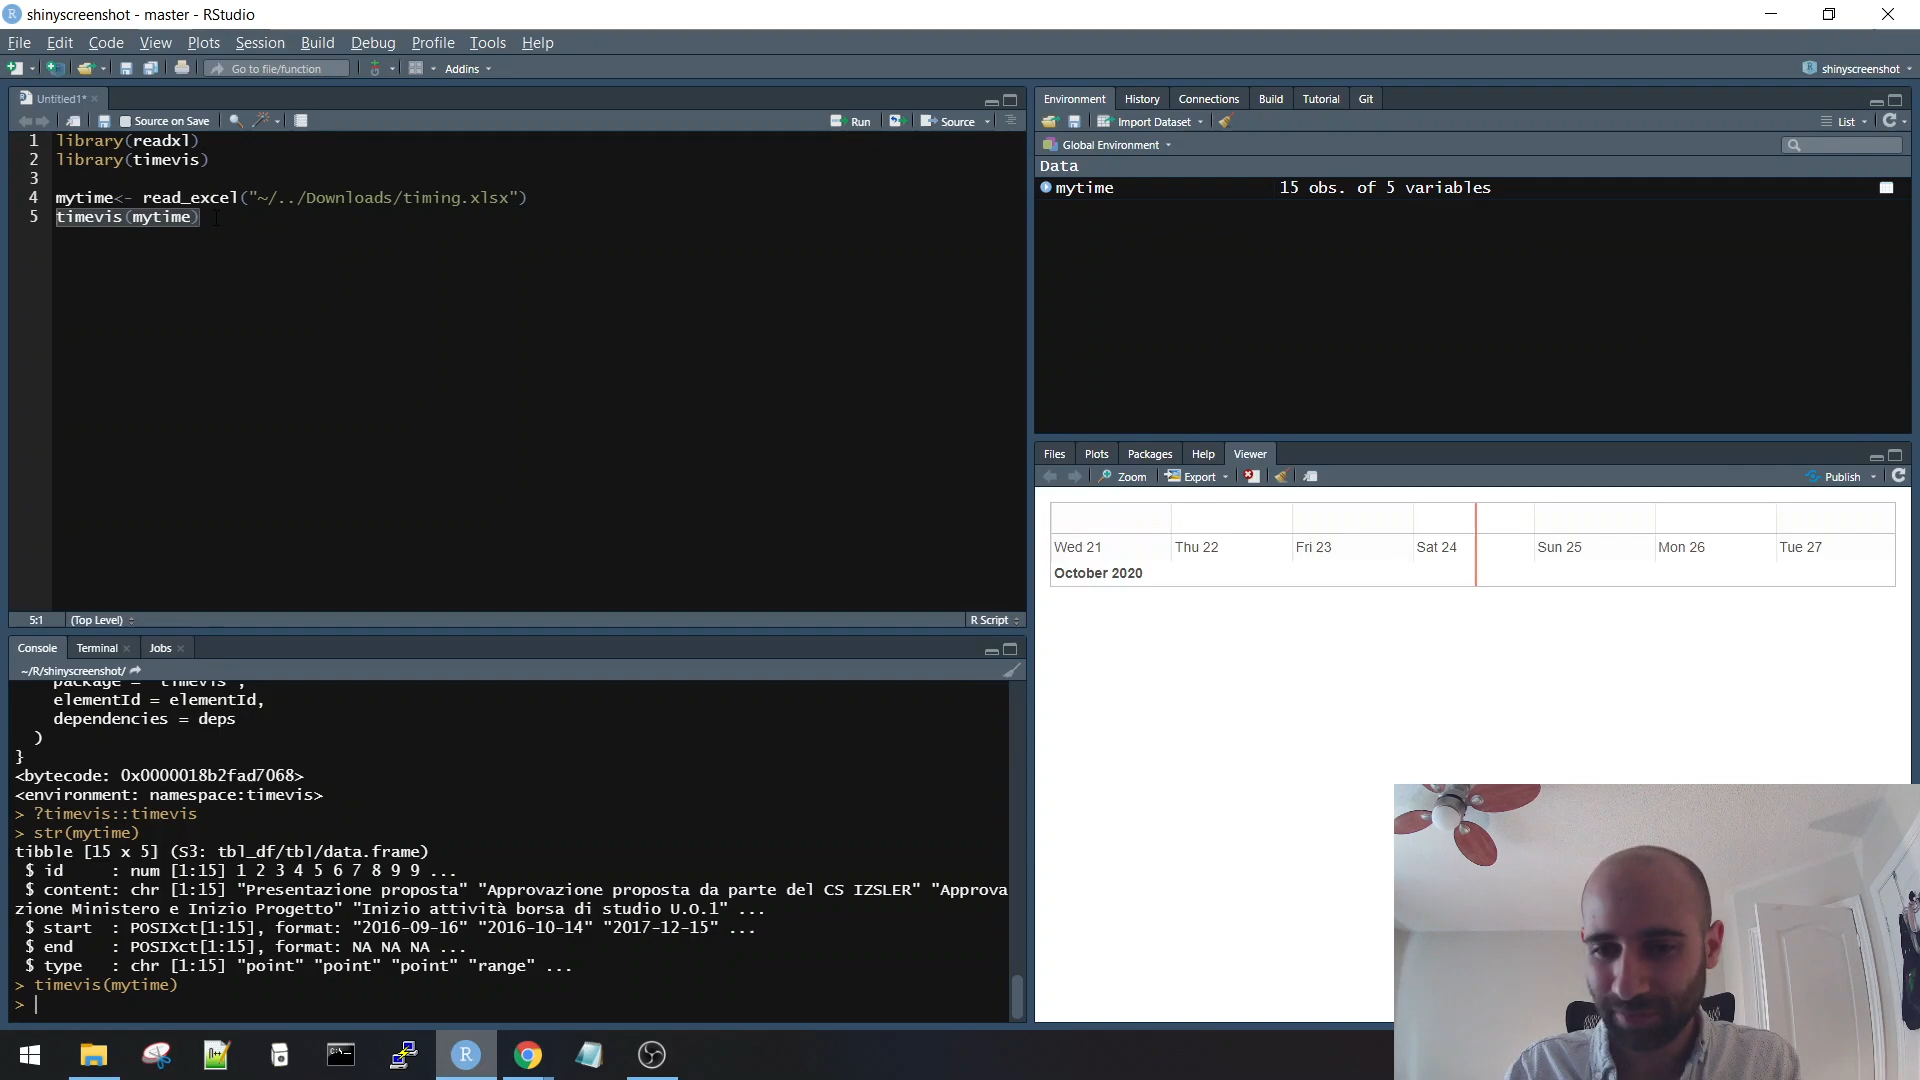 shinyscreenshot - master - RStudio
File Edit Code View Plots Session Build Debug Profile Tools Help
Go to file/function Addins shinyscreenshot
Untitled1*
Source on Save Run Source
1 library(readxl)
2 library(timevis)
3
4 mytime<- read_excel("~/../Downloads/timing.xlsx")
5 timevis(mytime)
5:1 (Top Level) R Script
Console Terminal Jobs
~/R/shinyscreenshot/
package = "timevis",
elementId = elementId,
dependencies = deps
)
}
<bytecode: 0x0000018b2fad7068>
<environment: namespace:timevis>
> ?timevis::timevis
> str(mytime)
tibble [15 x 5] (S3: tbl_df/tbl/data.frame)
$ id : num [1:15] 1 2 3 4 5 6 7 8 9 9 ...
$ content: chr [1:15] "Presentazione proposta" "Approvazione proposta da parte del CS IZSLER" "Approva
zione Ministero e Inizio Progetto" "Inizio attività borsa di studio U.O.1" ...
$ start : POSIXct[1:15], format: "2016-09-16" "2016-10-14" "2017-12-15" ...
$ end : POSIXct[1:15], format: NA NA NA ...
$ type : chr [1:15] "point" "point" "point" "range" ...
> timevis(mytime)
>
Environment History Connections Build Tutorial Git
Import Dataset List
Global Environment
Data
mytime 15 obs. of 5 variables
Files Plots Packages Help Viewer
Zoom Export Publish
Wed 21 Thu 22 Fri 23 Sat 24 Sun 25 Mon 26 Tue 27
October 2020